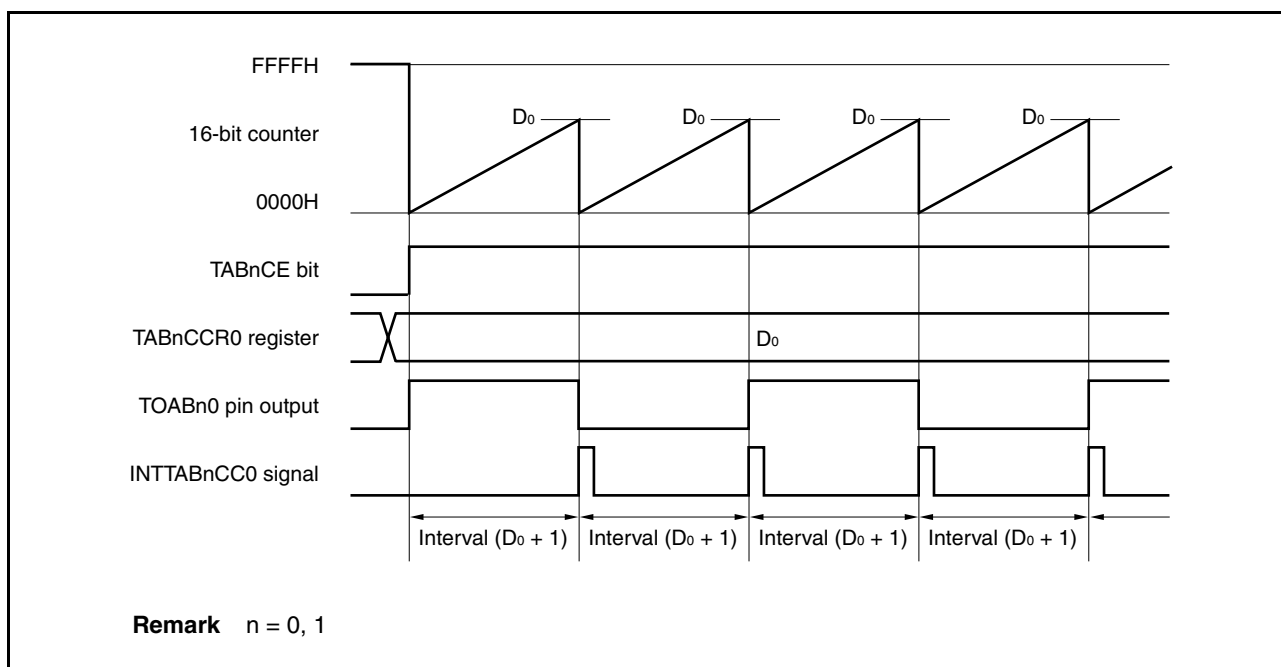 FFFFH
D0 D0 D0 D0
16-bit counter
0000H
TABnCE bit
TABnCCR0 register D0
TOABn0 pin output
INTTABnCC0 signal
Interval (D0 + 1) Interval (D0 + 1) Interval (D0 + 1) Interval (D0 + 1)
Remark n = 0, 1